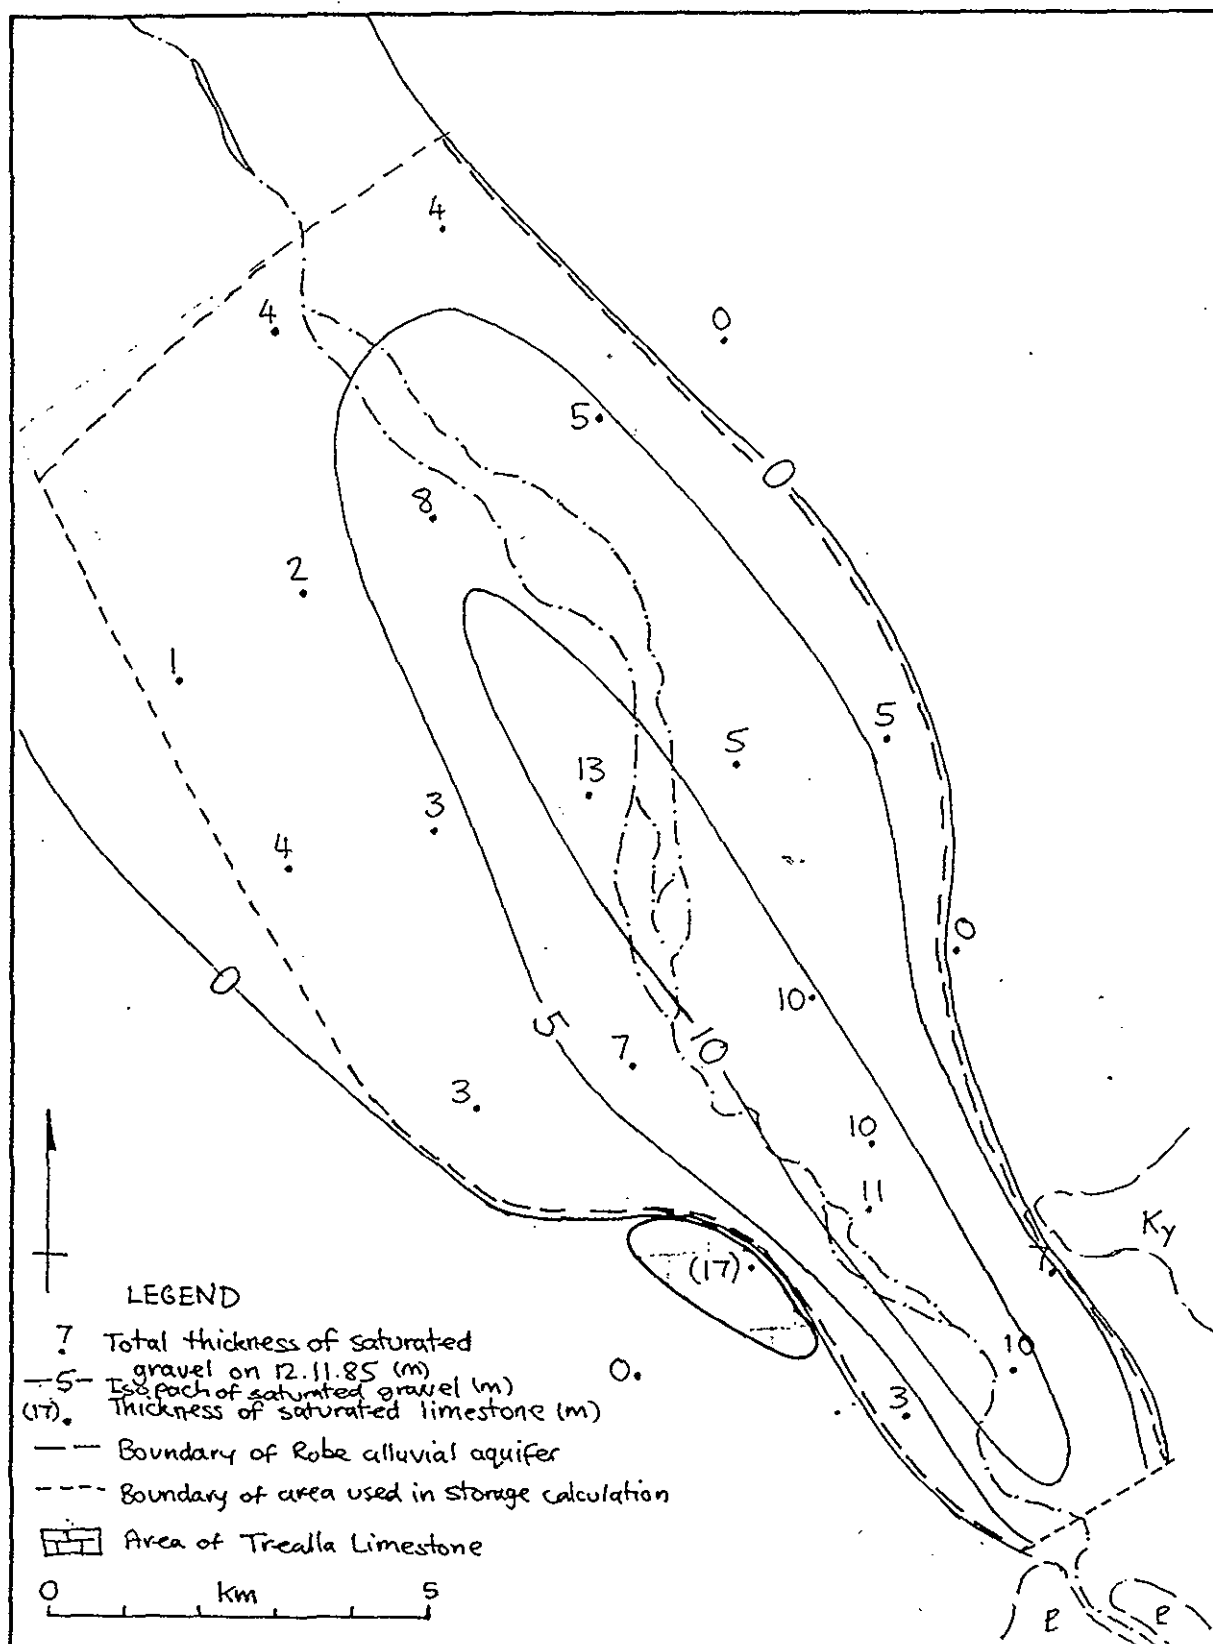 4
0
4
5
0
8
2
1
5
5
13
3
4
0
0
10
5
7
10
3
10
11
Ky
(17)
7
10
0
3
LEGEND
7 Total thickness of saturated
gravel on 12.11.85 (m)
—5— Isopach of saturated gravel (m)
(17) Thickness of saturated limestone (m)
Boundary of Robe alluvial aquifer
Boundary of area used in storage calculation
Area of Trealla Limestone
0 km 5
P P